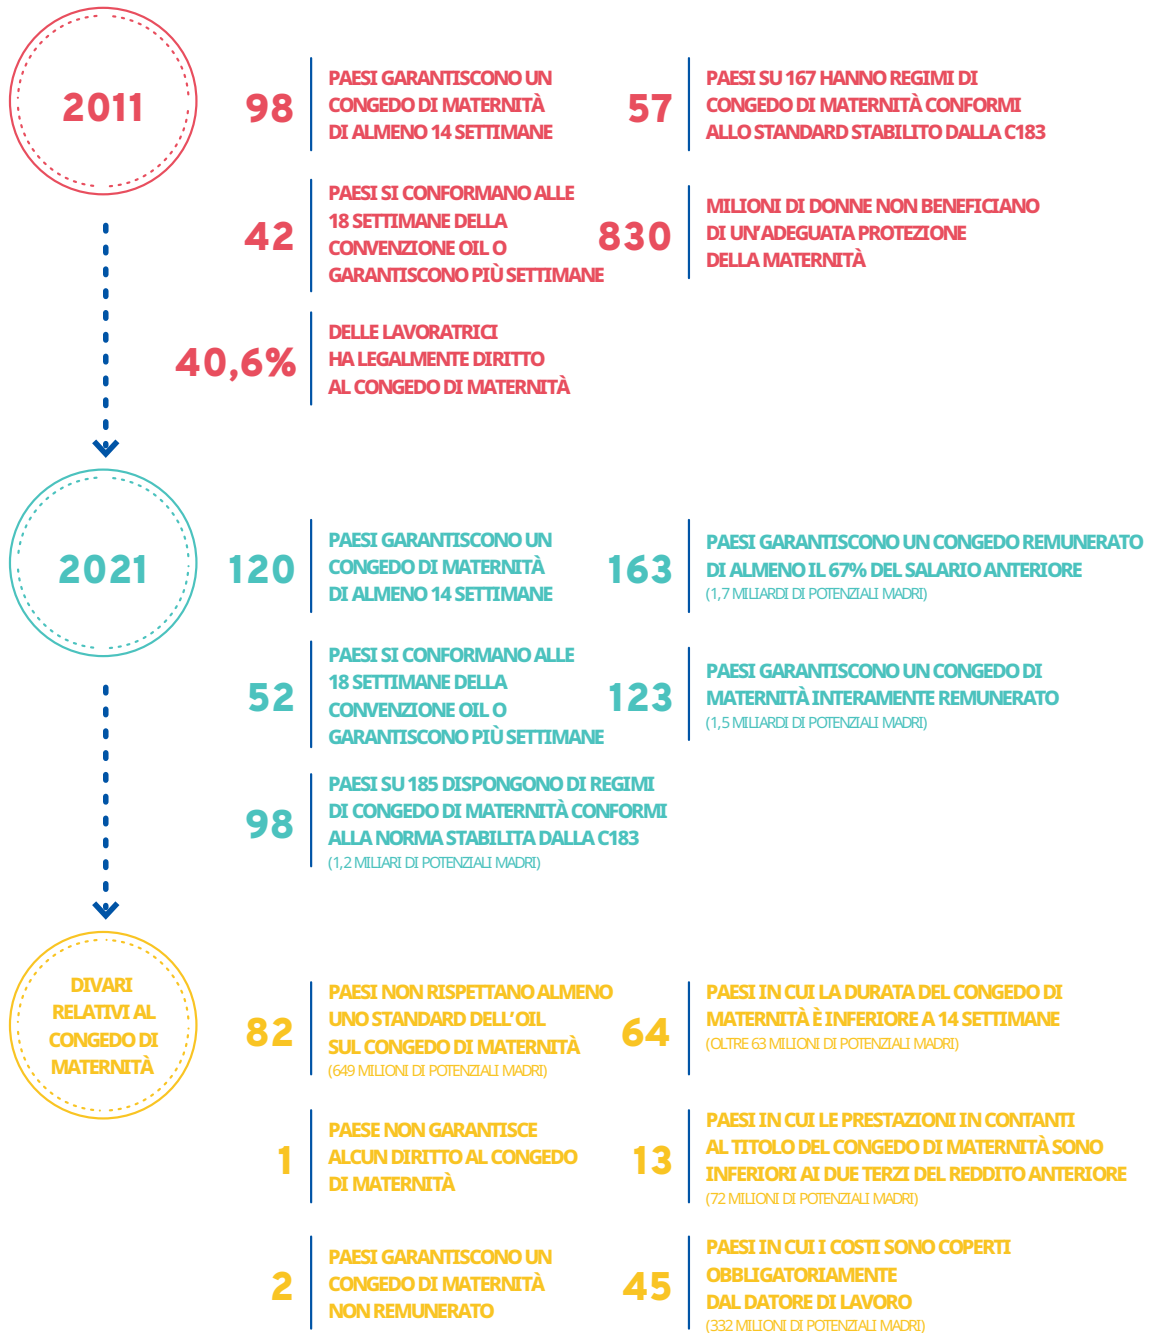 2011
98
PAESI GARANTISCONO UN
CONGEDO DI MATERNITÀ
DI ALMENO 14 SETTIMANE
57
PAESI SU 167 HANNO REGIMI DI
CONGEDO DI MATERNITÀ CONFORMI
ALLO STANDARD STABILITO DALLA C183
42
PAESI SI CONFORMANO ALLE
18 SETTIMANE DELLA
CONVENZIONE OIL O
GARANTISCONO PIÙ SETTIMANE
830
MILIONI DI DONNE NON BENEFICIANO
DI UN'ADEGUATA PROTEZIONE
DELLA MATERNITÀ
40,6%
DELLE LAVORATRICI
HA LEGALMENTE DIRITTO
AL CONGEDO DI MATERNITÀ
2021
120
PAESI GARANTISCONO UN
CONGEDO DI MATERNITÀ
DI ALMENO 14 SETTIMANE
163
PAESI GARANTISCONO UN CONGEDO REMUNERATO
DI ALMENO IL 67% DEL SALARIO ANTERIORE
(1,7 MILIARDI DI POTENZIALI MADRI)
52
PAESI SI CONFORMANO ALLE
18 SETTIMANE DELLA
CONVENZIONE OIL O
GARANTISCONO PIÙ SETTIMANE
123
PAESI GARANTISCONO UN CONGEDO DI
MATERNITÀ INTERAMENTE REMUNERATO
(1,5 MILIARDI DI POTENZIALI MADRI)
98
PAESI SU 185 DISPONGONO DI REGIMI
DI CONGEDO DI MATERNITÀ CONFORMI
ALLA NORMA STABILITA DALLA C183
(1,2 MILIARI DI POTENZIALI MADRI)
DIVARI
RELATIVI AL
CONGEDO DI
MATERNITÀ
82
PAESI NON RISPETTANO ALMENO
UNO STANDARD DELL'OIL
SUL CONGEDO DI MATERNITÀ
(649 MILIONI DI POTENZIALI MADRI)
64
PAESI IN CUI LA DURATA DEL CONGEDO DI
MATERNITÀ È INFERIORE A 14 SETTIMANE
(OLTRE 63 MILIONI DI POTENZIALI MADRI)
1
PAESE NON GARANTISCE
ALCUN DIRITTO AL CONGEDO
DI MATERNITÀ
13
PAESI IN CUI LE PRESTAZIONI IN CONTANTI
AL TITOLO DEL CONGEDO DI MATERNITÀ SONO
INFERIORI AI DUE TERZI DEL REDDITO ANTERIORE
(72 MILIONI DI POTENZIALI MADRI)
2
PAESI GARANTISCONO UN
CONGEDO DI MATERNITÀ
NON REMUNERATO
45
PAESI IN CUI I COSTI SONO COPERTI
OBBLIGATORIAMENTE
DAL DATORE DI LAVORO
(332 MILIONI DI POTENZIALI MADRI)